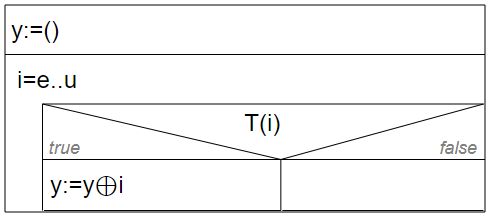 y:=()
i=e..u
T(i)
true false
y:=y⊕i